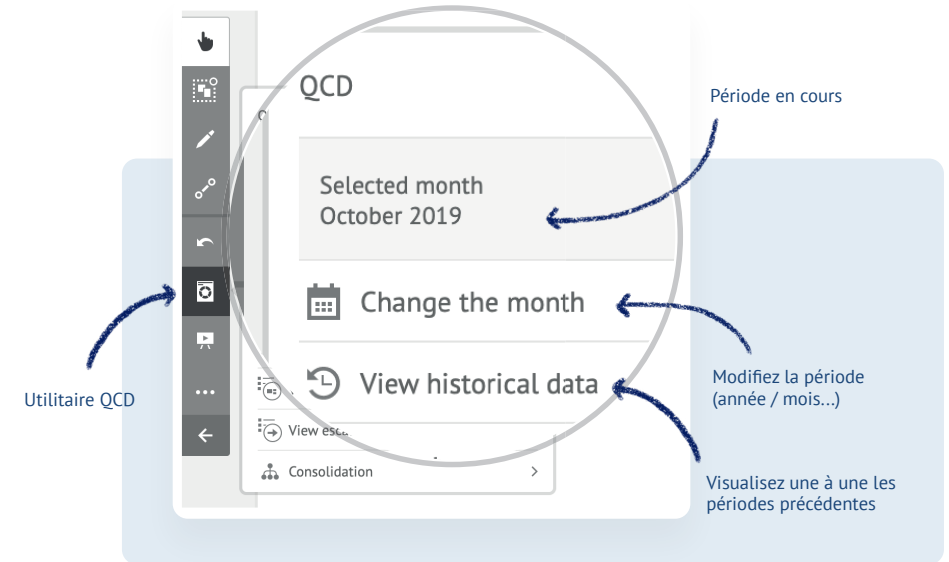 QCD
Période en cours
Selected month
October 2019
Change the month
View historical data
Utilitaire QCD
Modifiez la période
(année / mois...)
View
Consolidation
Visualisez une à une les
périodes précédentes